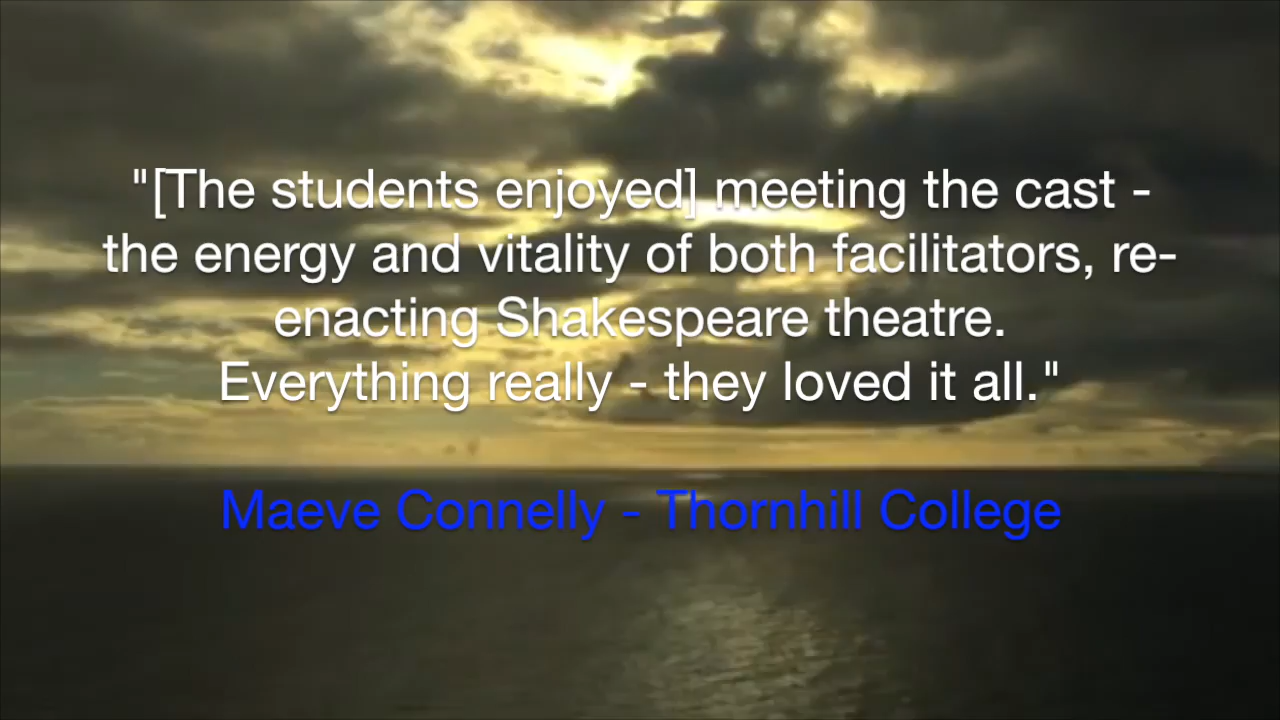 "[The students enjoyed] meeting the cast -
the energy and vitality of both facilitators, re-
enacting Shakespeare theatre.
Everything really - they loved it all."
Maeve Connelly - Thornhill College